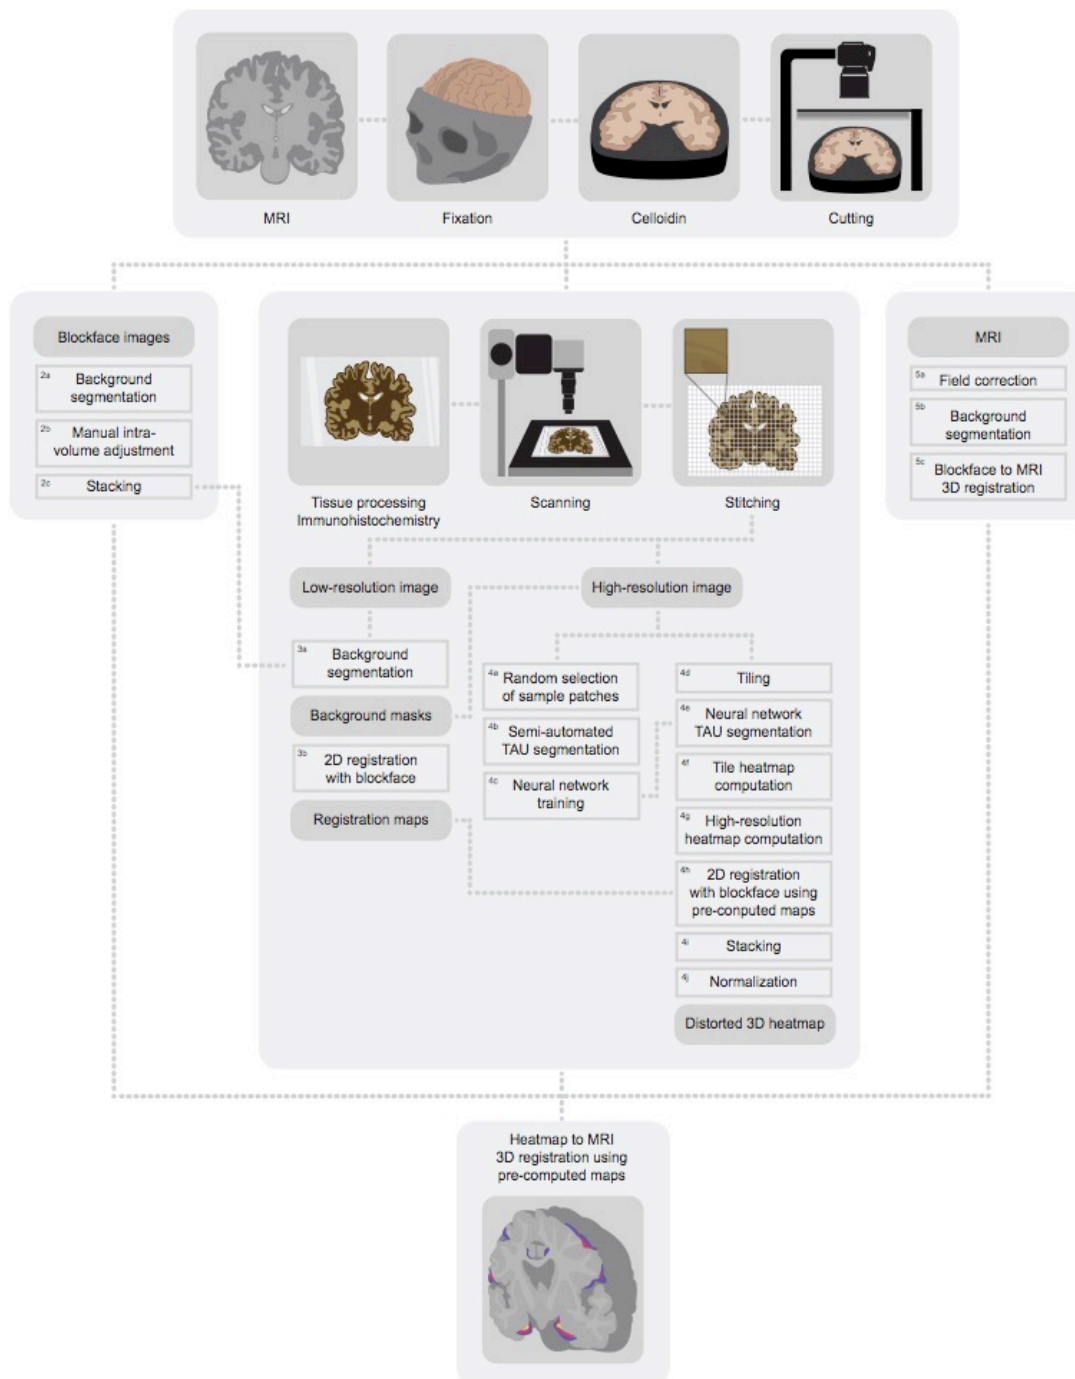 MRI
Fixation
Celloidin
Cutting
Blockface images
2a
Background
segmentation
2b
Manual intra-
volume adjustment
2c
Stacking
Tissue processing
Immunohistochemistry
Scanning
Stitching
MRI
5a
Field correction
5b
Background
segmentation
5c
Blockface to MRI
3D registration
Low-resolution image
3a
Background
segmentation
Background masks
3b
2D registration
with blockface
Registration maps
High-resolution image
4a
Random selection
of sample patches
4b
Semi-automated
TAU segmentation
4c
Neural network
training
4d
Tiling
4e
Neural network
TAU segmentation
4f
Tile heatmap
computation
4g
High-resolution
heatmap computation
4h
2D registration
with blockface using
pre-conputed maps
4i
Stacking
4j
Normalization
Distorted 3D heatmap
Heatmap to MRI
3D registration using
pre-computed maps